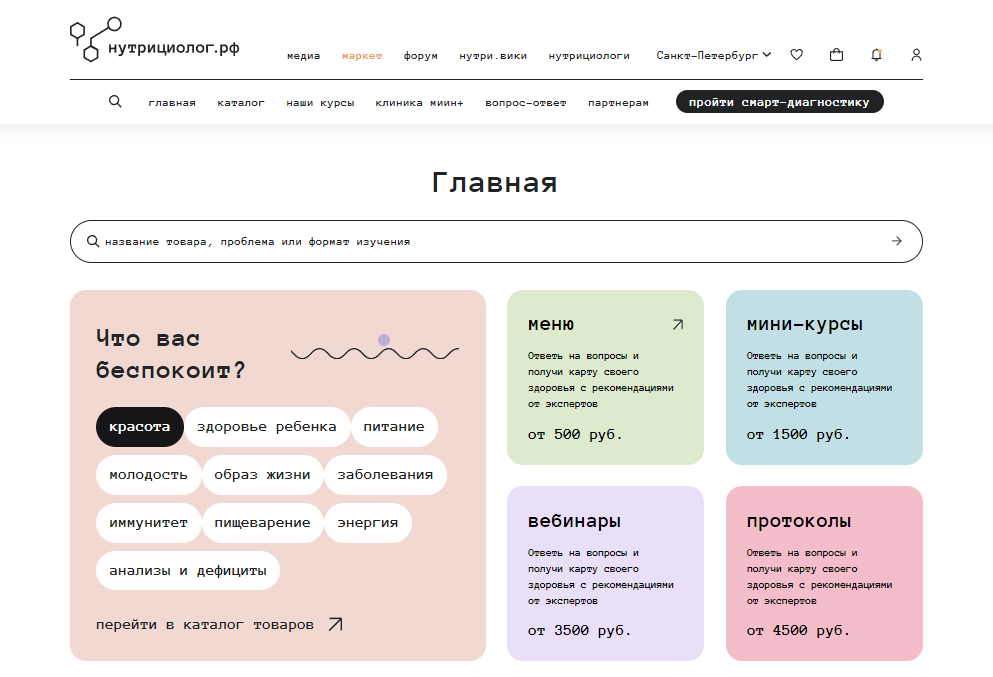 нутрициолог.рф
медиа маркет форум нутри.вики нутрициологи Санкт-Петербург
главная каталог наши курсы клиника миин+ вопрос-ответ партнерам пройти смарт-диагностику
Главная
название товара, проблема или формат изучения
Что вас
беспокоит?
красота здоровье ребенка питание
молодость образ жизни заболевания
иммунитет пищеварение энергия
анализы и дефициты
перейти в каталог товаров
меню
Ответь на вопросы и
получи карту своего
здоровья с рекомендациями
от экспертов
от 500 руб.
мини-курсы
Ответь на вопросы и
получи карту своего
здоровья с рекомендациями
от экспертов
от 1500 руб.
вебинары
Ответь на вопросы и
получи карту своего
здоровья с рекомендациями
от экспертов
от 3500 руб.
протоколы
Ответь на вопросы и
получи карту своего
здоровья с рекомендациями
от экспертов
от 4500 руб.